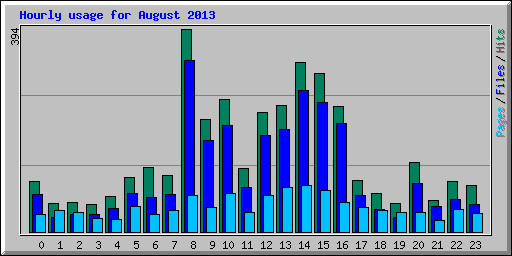 Hourly usage for August 2013
394
Pages / Files / Hits
0 1 2 3 4 5 6 7 8 9 10 11 12 13 14 15 16 17 18 19 20 21 22 23